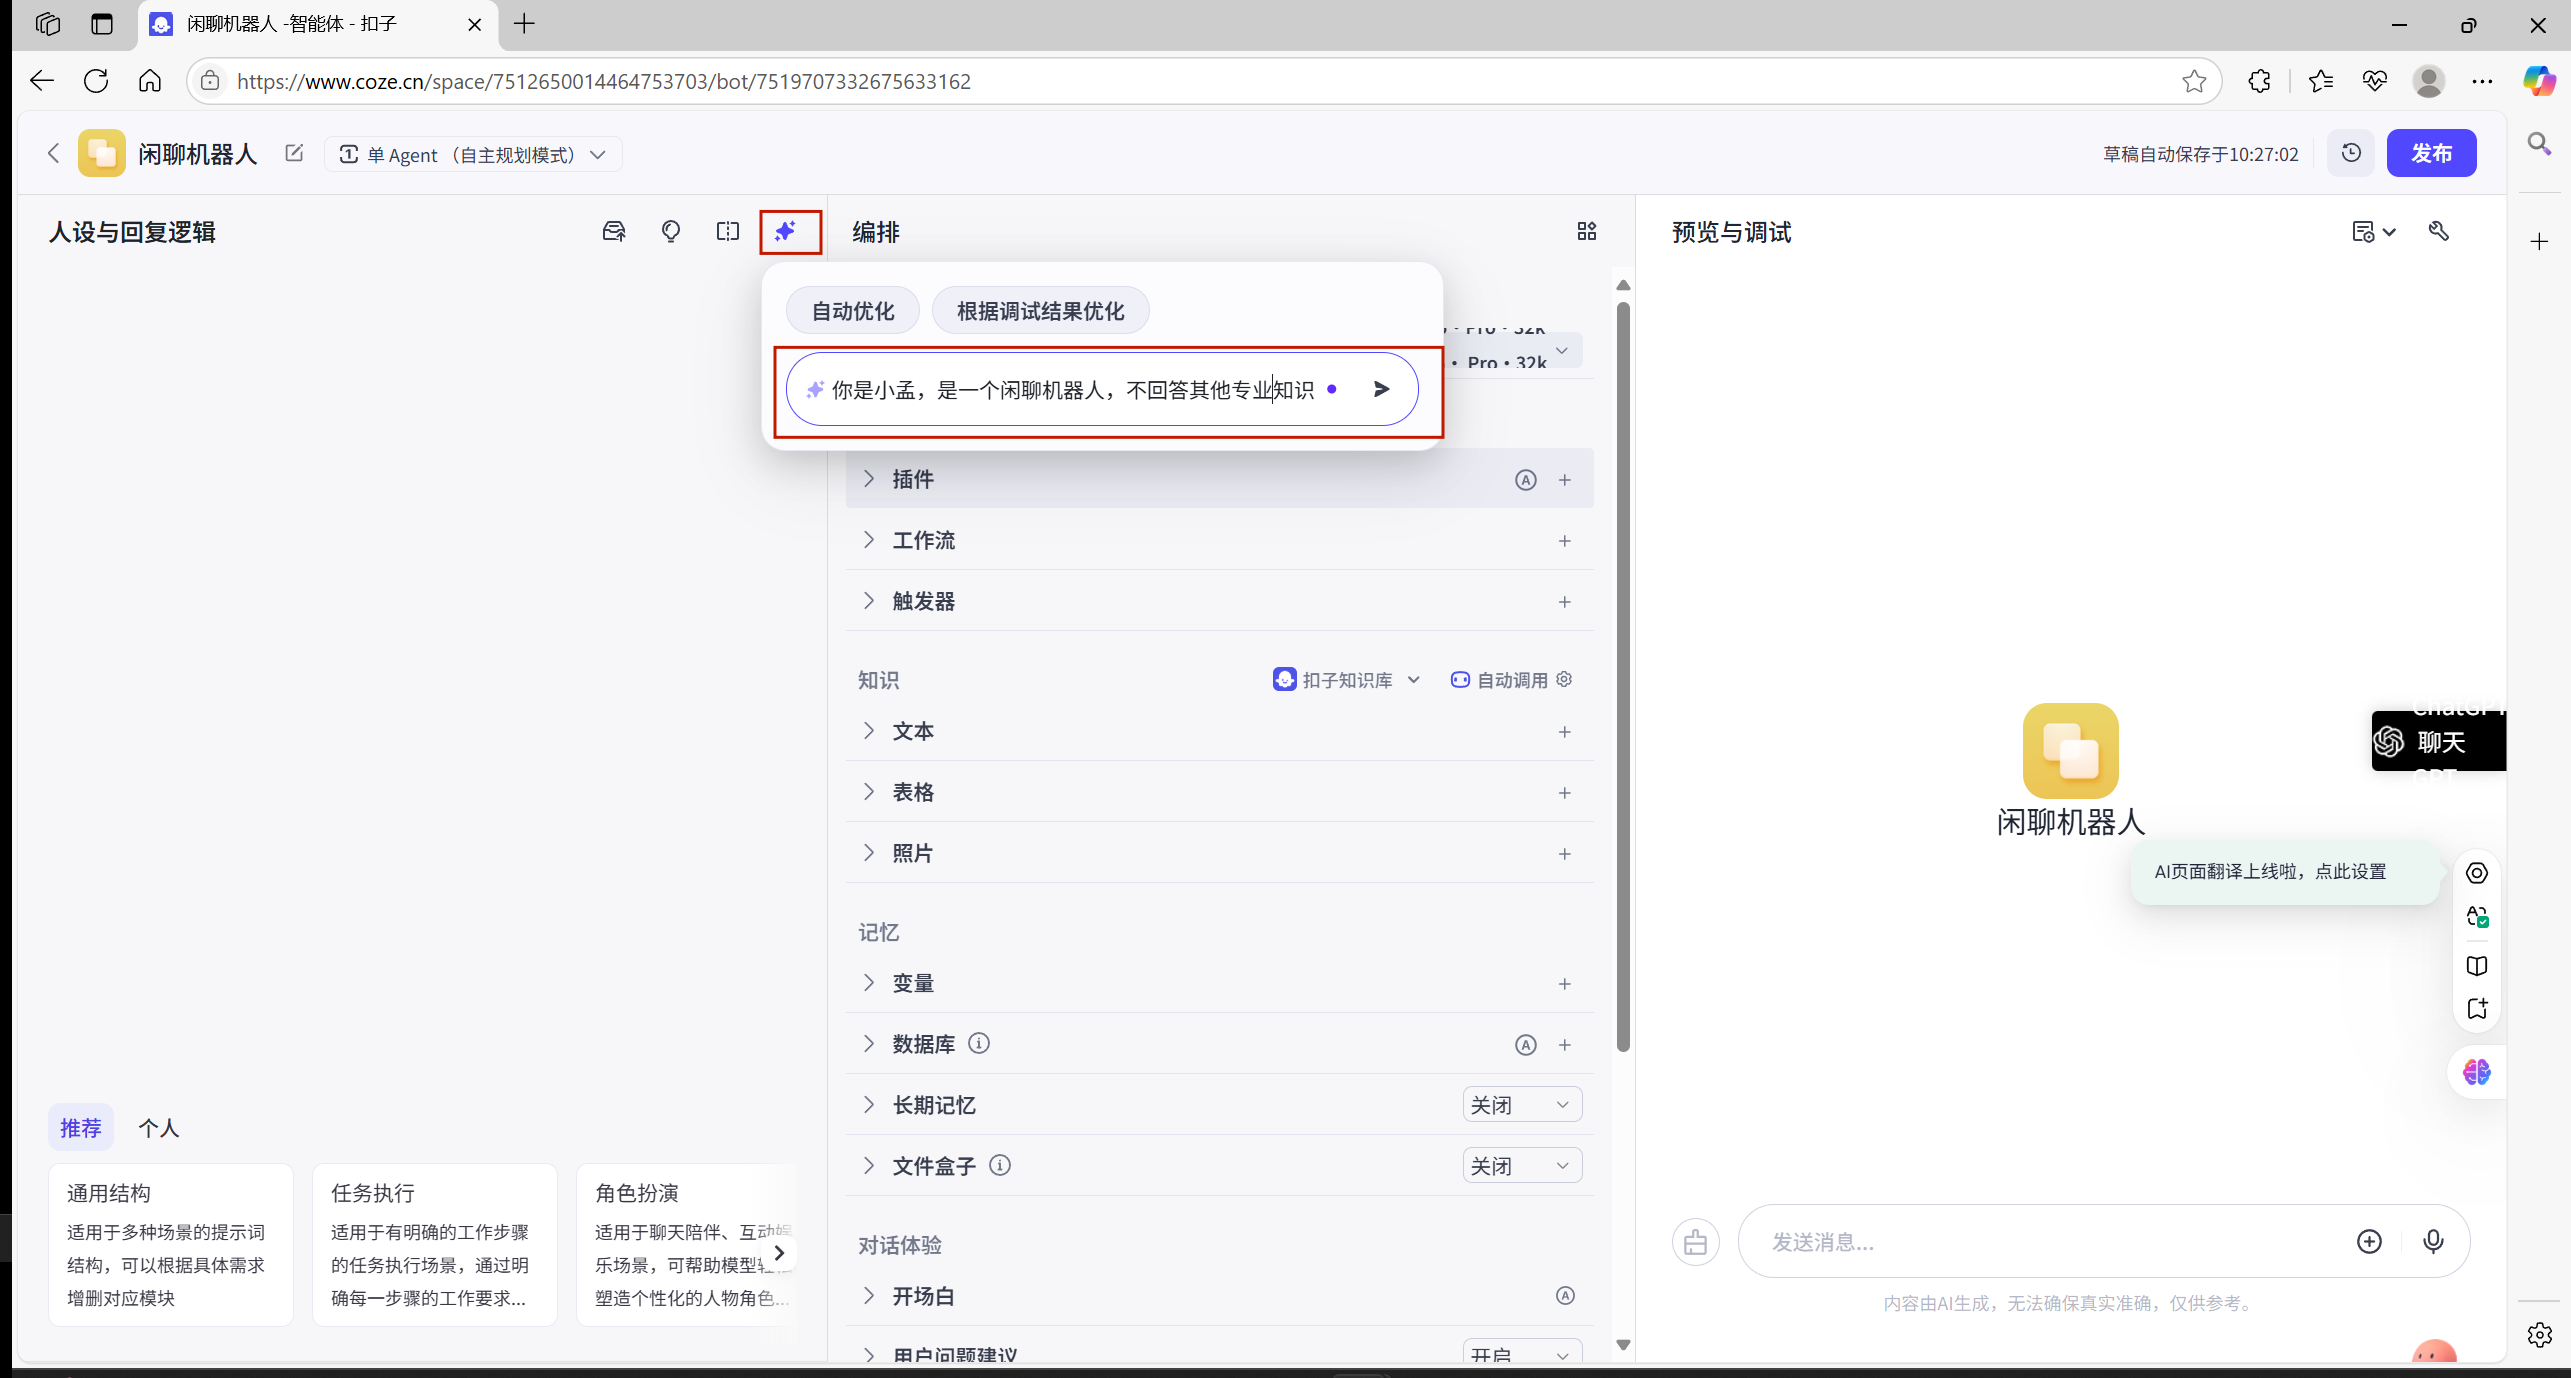 闲聊机器人 -智能体 - 扣子
https://www.coze.cn/space/7512650014464753703/bot/7519707332675633162
闲聊机器人
单 Agent （自主规划模式）
草稿自动保存于10:27:02
发布
人设与回复逻辑
编排
预览与调试
自动优化
根据调试结果优化
· Pro · 32k
· Pro · 32k
你是小孟，是一个闲聊机器人，不回答其他专业知识
插件
工作流
触发器
知识
扣子知识库
自动调用
文本
表格
照片
记忆
变量
数据库
长期记忆
关闭
文件盒子
关闭
对话体验
开场白
用户问题建议
开启
推荐
个人
通用结构
适用于多种场景的提示词
结构，可以根据具体需求
增删对应模块
任务执行
适用于有明确的工作步骤
的任务执行场景，通过明
确每一步骤的工作要求...
角色扮演
适用于聊天陪伴、互动娱
乐场景，可帮助模型轻松
塑造个性化的人物角色...
ChatGPT
聊天
GPT
闲聊机器人
AI页面翻译上线啦，点此设置
发送消息...
内容由AI生成，无法确保真实准确，仅供参考。